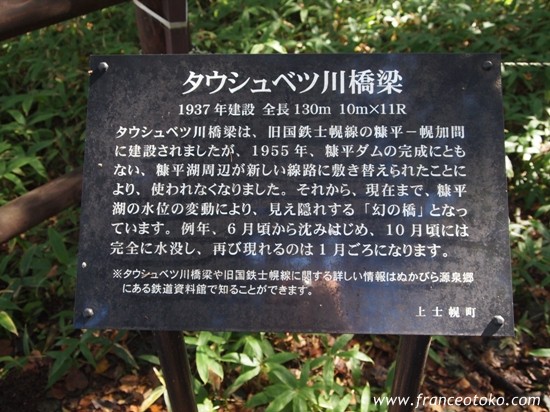 タウシュベツ川橋梁
1937年建設 全長130m 10m×11R
タウシュベツ川橋梁は、旧国鉄士幌線の糠平－幌加間
に建設されましたが、1955年、糠平ダムの完成にとも
ない、糠平湖周辺が新しい線路に敷き替えられたことに
より、使われなくなりました。それから、現在まで、糠平
湖の水位の変動により、見え隠れする「幻の橋」となっ
ています。例年、6月頃から沈みはじめ、10月頃には
完全に水没し、再び現れるのは1月ごろになります。
※タウシュベツ川橋梁や旧国鉄士幌線に関する詳しい情報はぬかびら源泉郷
にある鉄道資料館で知ることができます。
上士幌町
www.franceotoko.com